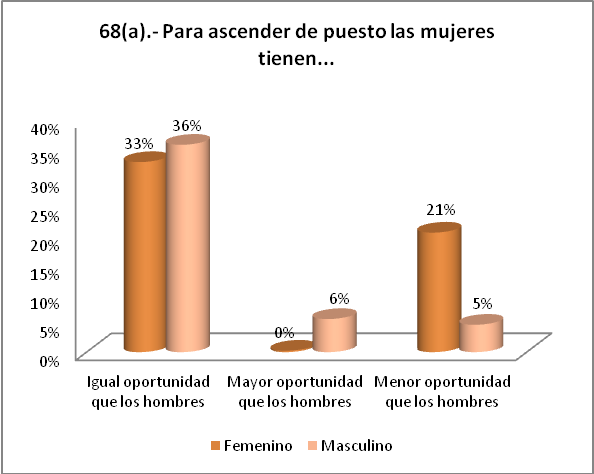 68(a).- Para ascender de puesto las mujeres
tienen...
40%
35%
30%
25%
20%
15%
10%
5%
0%
33%
36%
0%
6%
21%
5%
Igual oportunidad
que los hombres
Mayor oportunidad
que los hombres
Menor oportunidad
que los hombres
Femenino
Masculino